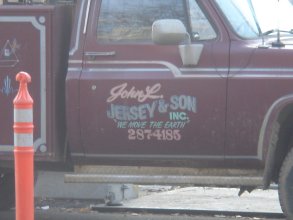 John L.
JERSEY & SON
INC.
"WE MOVE THE EARTH"
287-4185